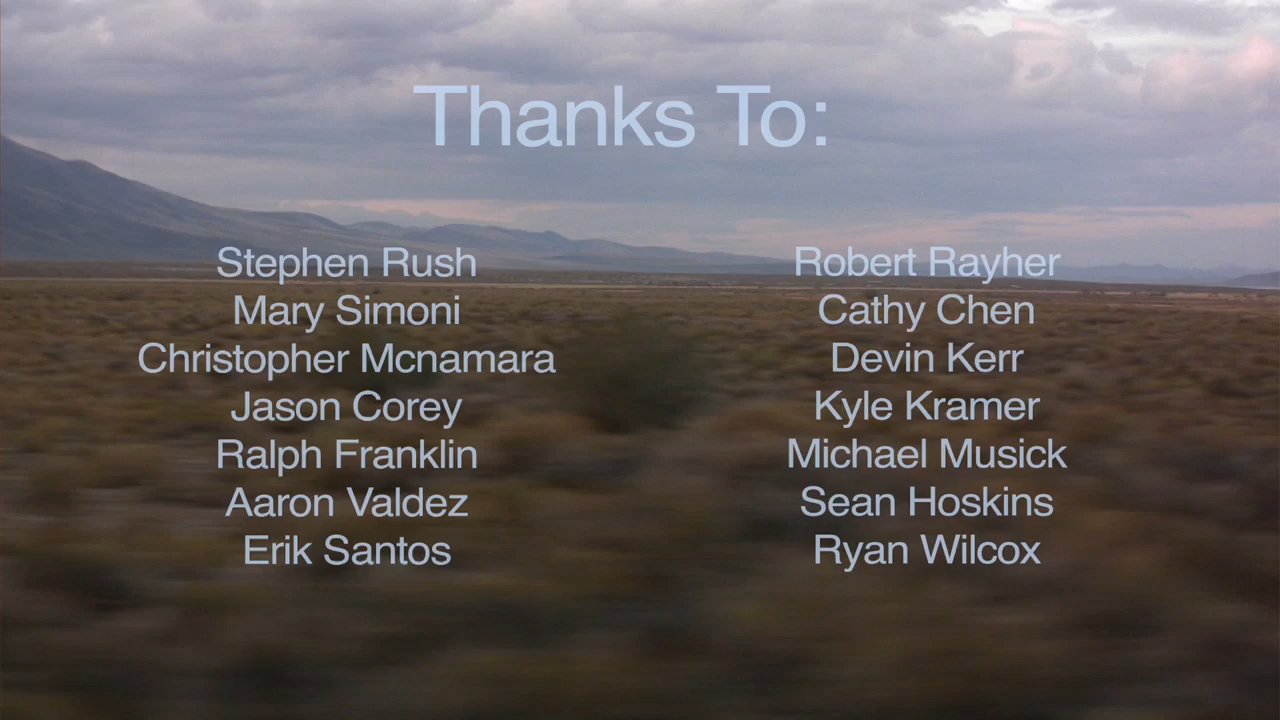 Thanks To:
Stephen Rush
Mary Simoni
Christopher Mcnamara
Jason Corey
Ralph Franklin
Aaron Valdez
Erik Santos
Robert Rayher
Cathy Chen
Devin Kerr
Kyle Kramer
Michael Musick
Sean Hoskins
Ryan Wilcox